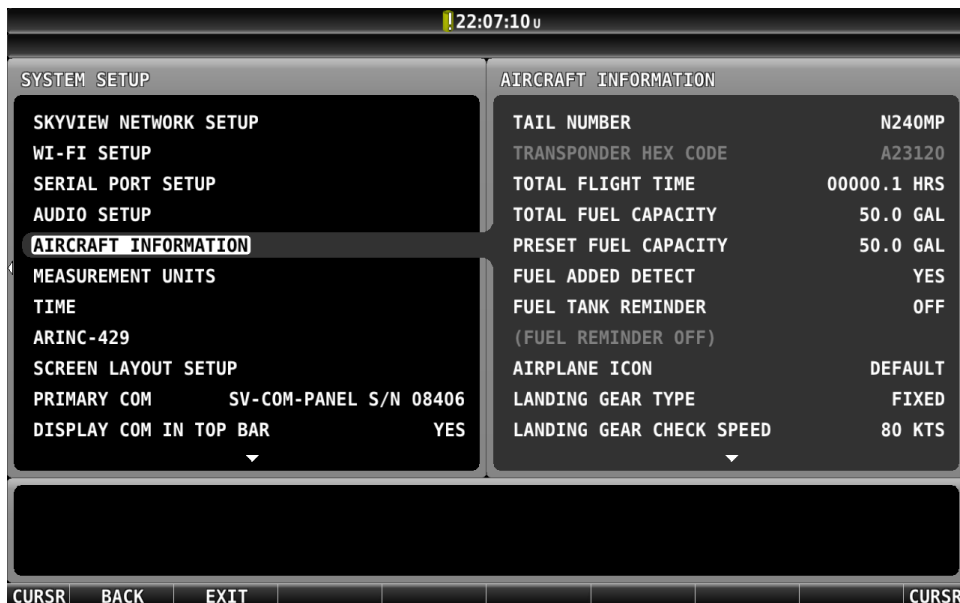 !22:07:10U
SYSTEM SETUP
SKYVIEW NETWORK SETUP
WI-FI SETUP
SERIAL PORT SETUP
AUDIO SETUP
AIRCRAFT INFORMATION
MEASUREMENT UNITS
TIME
ARINC-429
SCREEN LAYOUT SETUP
PRIMARY COM SV-COM-PANEL S/N 08406
DISPLAY COM IN TOP BAR YES
AIRCRAFT INFORMATION
TAIL NUMBER N240MP
TRANSPONDER HEX CODE A23120
TOTAL FLIGHT TIME 00000.1 HRS
TOTAL FUEL CAPACITY 50.0 GAL
PRESET FUEL CAPACITY 50.0 GAL
FUEL ADDED DETECT YES
FUEL TANK REMINDER OFF
(FUEL REMINDER OFF)
AIRPLANE ICON DEFAULT
LANDING GEAR TYPE FIXED
LANDING GEAR CHECK SPEED 80 KTS
CURSR BACK EXIT CURSR